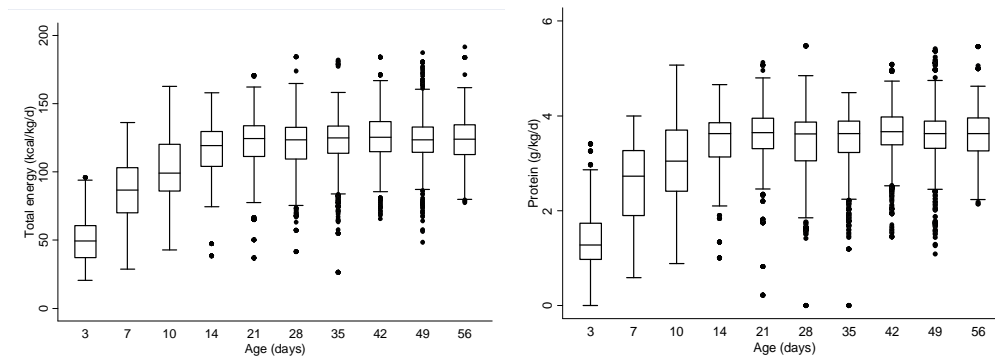 Total energy (kcal/kg/d)
200
150
100
50
0
3 7 10 14 21 28 35 42 49 56
Age (days)
Protein (g/kg/d)
6
4
2
0
3 7 10 14 21 28 35 42 49 56
Age (days)